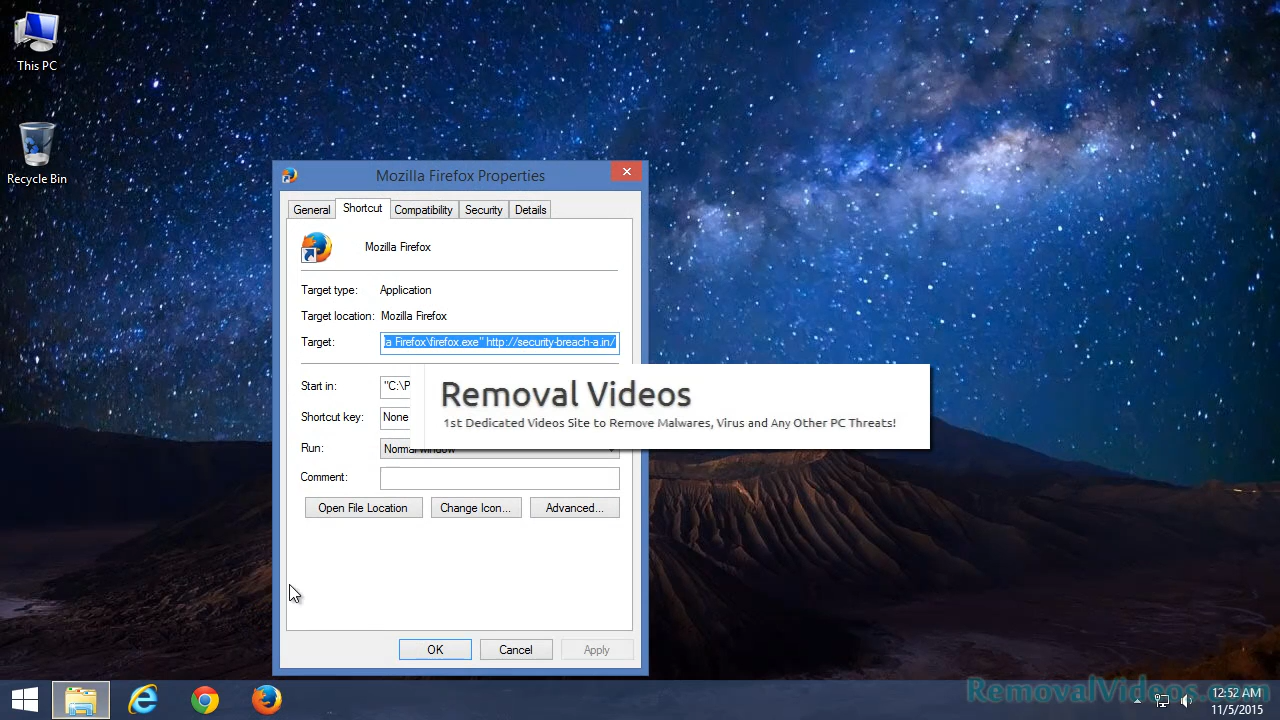 This PC
Recycle Bin
Mozilla Firefox Properties
General Shortcut Compatibility Security Details
Mozilla Firefox
Target type: Application
Target location: Mozilla Firefox
Target: la Firefox\firefox.exe" http://security-breach-a.in/
Start in: "C:\P
Removal Videos
1st Dedicated Videos Site to Remove Malwares, Virus and Any Other PC Threats!
Shortcut key: None
Run: Normal window
Comment:
Open File Location Change Icon... Advanced...
OK Cancel Apply
RemovalVideos.com
12:52 AM
11/5/2015